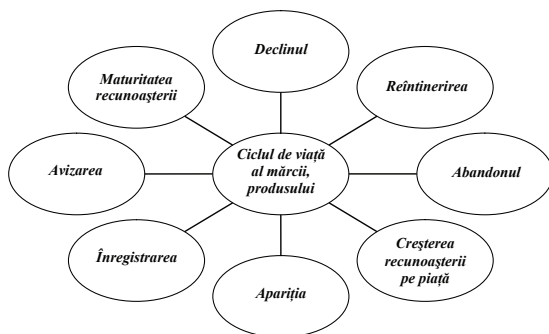 Declinul
Maturitatea
recunoaşterii
Reîntinerirea
Avizarea
Ciclul de viaţă
al mărcii,
produsului
Abandonul
Înregistrarea
Creşterea
recunoaşterii
pe piaţă
Apariţia